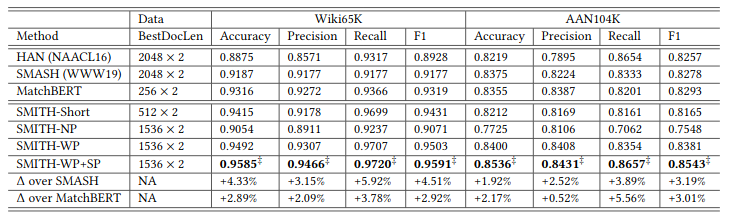 Data Wiki65K AAN104K
Method BestDocLen Accuracy Precision Recall F1 Accuracy Precision Recall F1
HAN (NAACL16) 2048 × 2 0.8875 0.8571 0.9317 0.8928 0.8219 0.7895 0.8654 0.8257
SMASH (WWW19) 2048 × 2 0.9187 0.9177 0.9177 0.9177 0.8375 0.8224 0.8333 0.8278
MatchBERT 256 × 2 0.9316 0.9272 0.9366 0.9319 0.8355 0.8387 0.8201 0.8293
SMITH-Short 512 × 2 0.9415 0.9178 0.9699 0.9431 0.8212 0.8169 0.8161 0.8165
SMITH-NP 1536 × 2 0.9054 0.8911 0.9237 0.9071 0.7725 0.8106 0.7062 0.7548
SMITH-WP 1536 × 2 0.9492 0.9307 0.9707 0.9503 0.8400 0.8408 0.8354 0.8381
SMITH-WP+SP 1536 × 2 0.9585‡ 0.9466‡ 0.9720‡ 0.9591‡ 0.8536‡ 0.8431‡ 0.8657‡ 0.8543‡
Δ over SMASH NA +4.33% +3.15% +5.92% +4.51% +1.92% +2.52% +3.89% +3.19%
Δ over MatchBERT NA +2.89% +2.09% +3.78% +2.92% +2.17% +0.52% +5.56% +3.01%